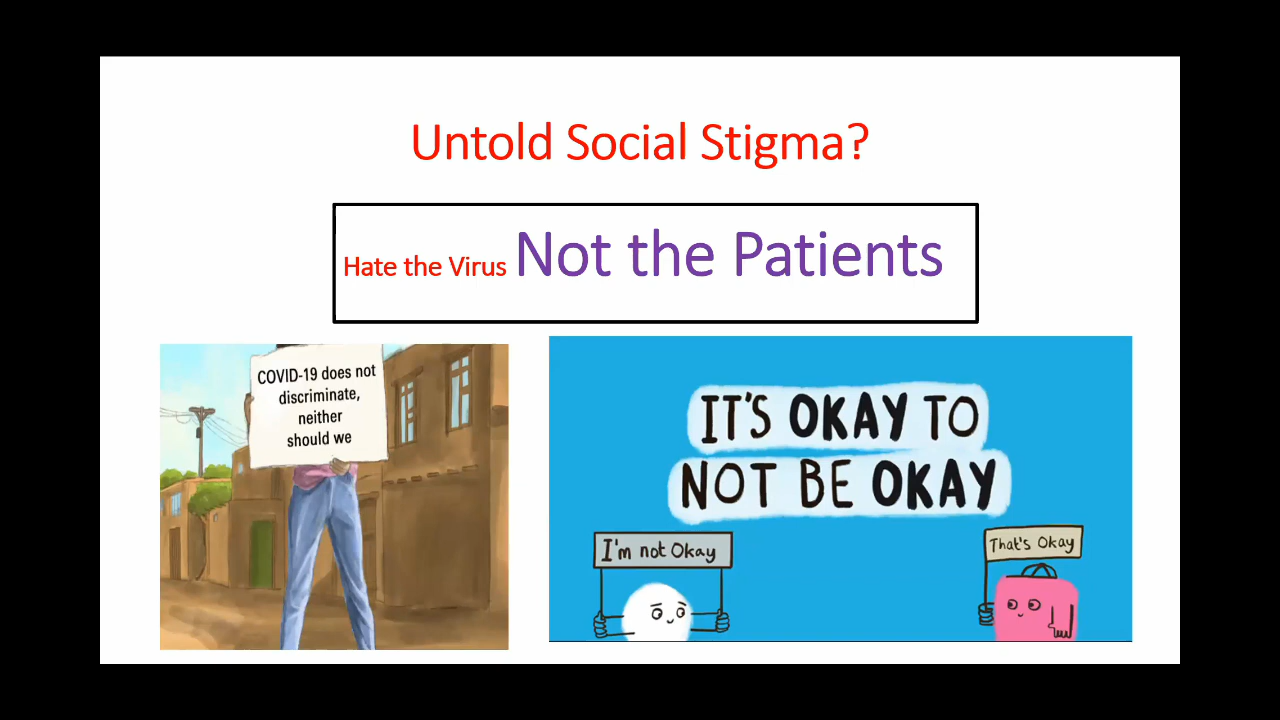 Untold Social Stigma?
Hate the Virus Not the Patients
COVID-19 does not
discriminate,
neither
should we
IT'S OKAY TO
NOT BE OKAY
I'm not Okay
That's Okay